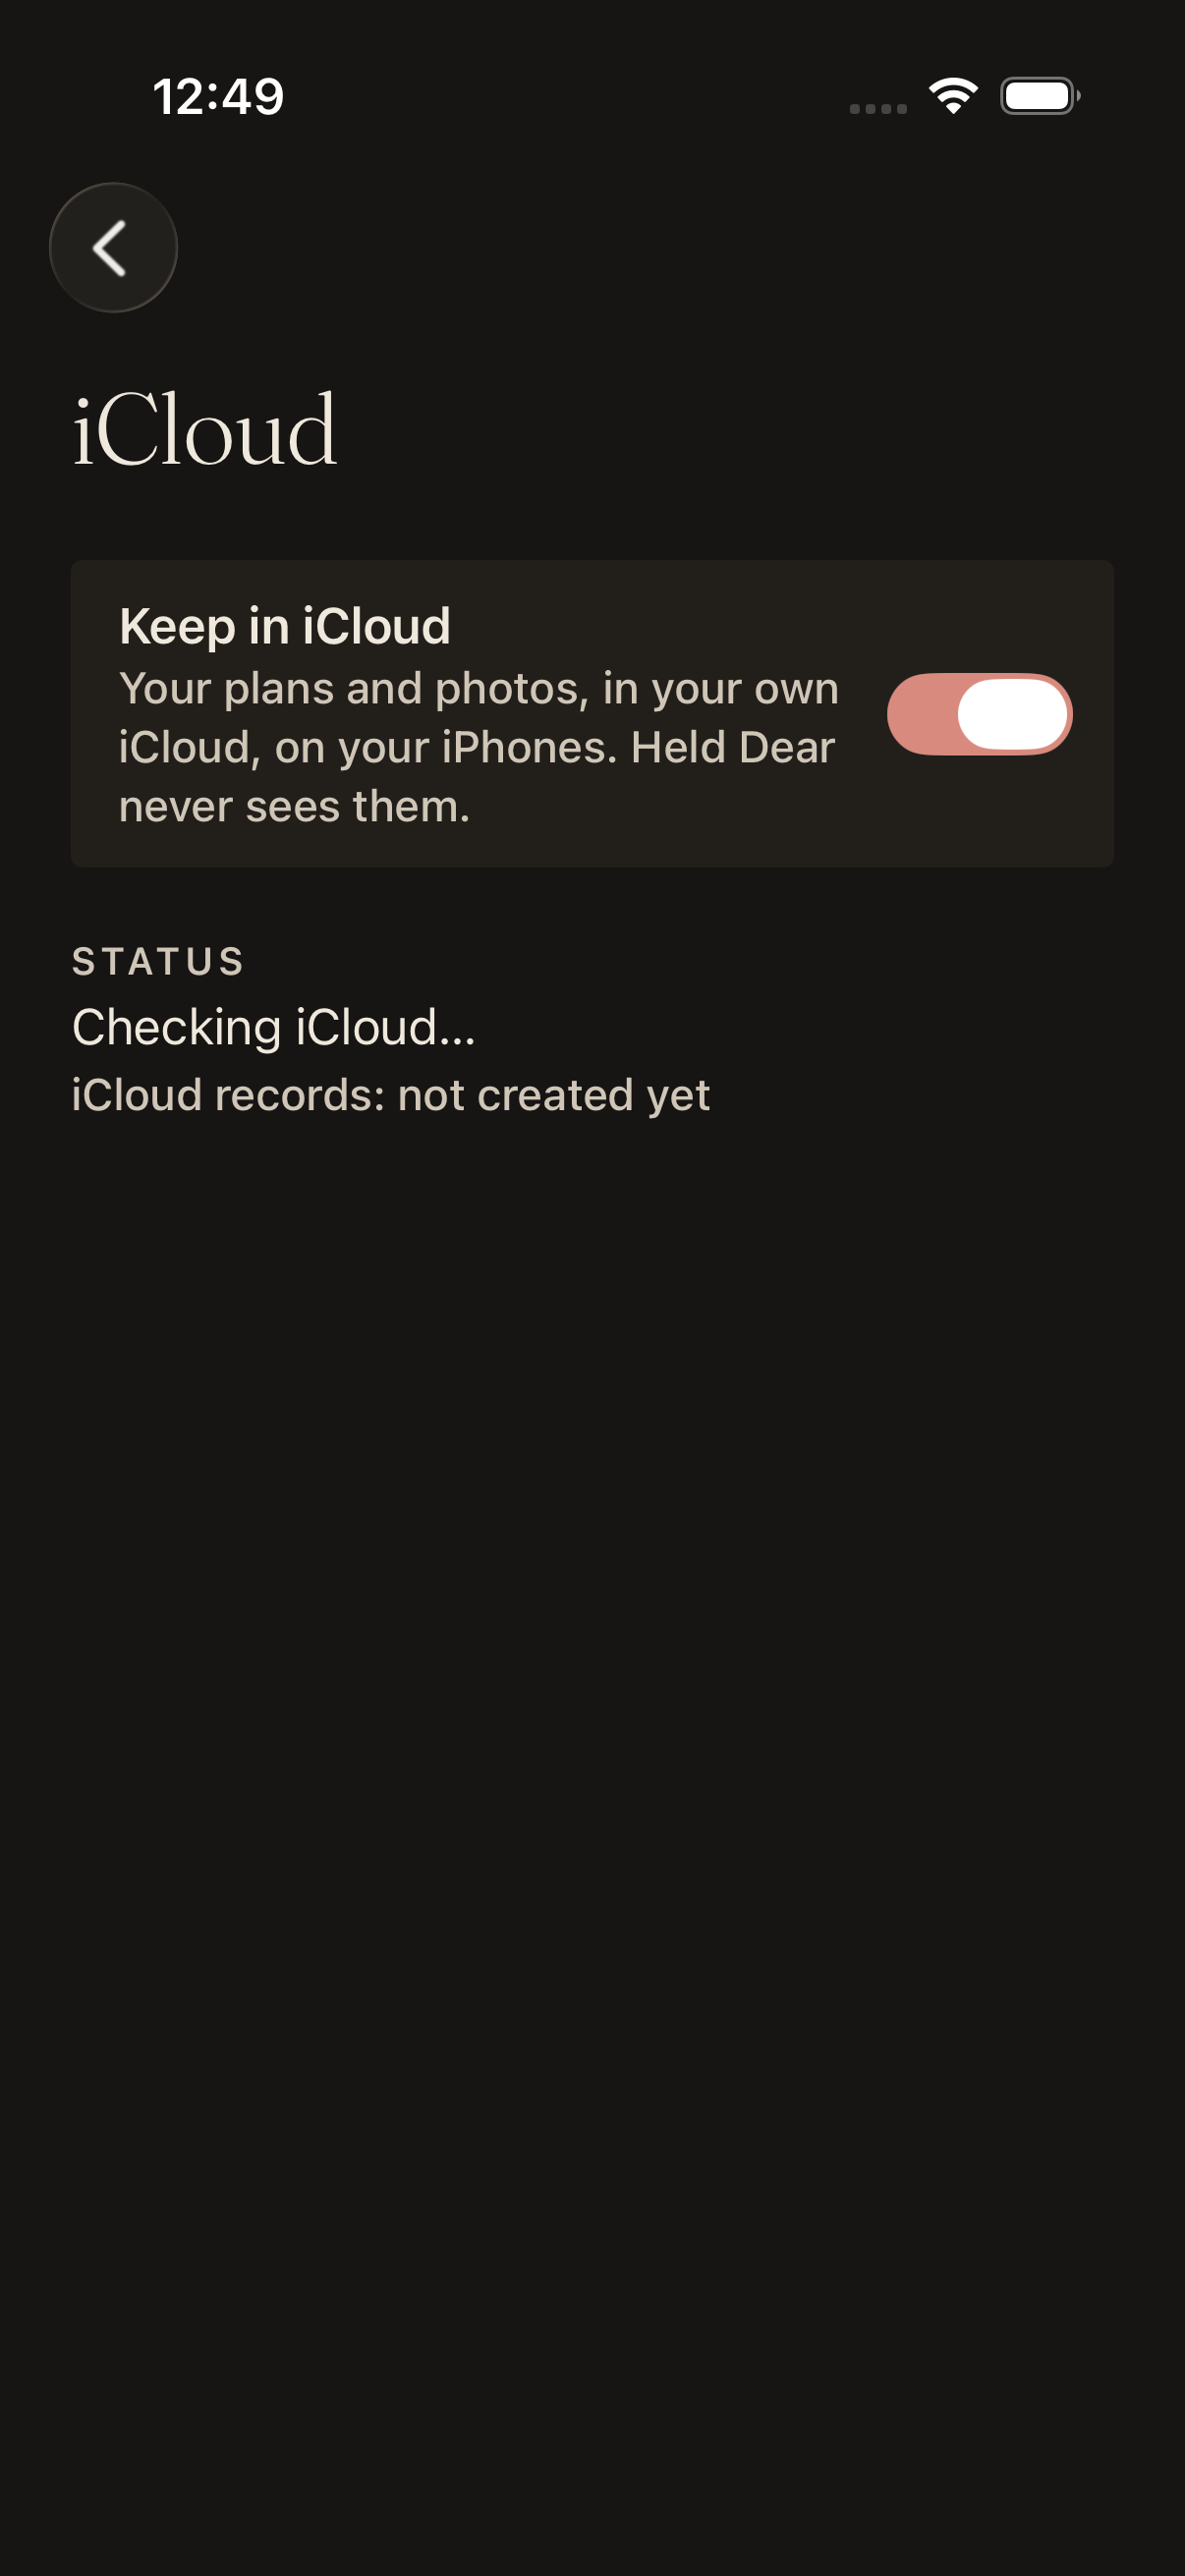 12:49
iCloud
Keep in iCloud
Your plans and photos, in your own
iCloud, on your iPhones. Held Dear
never sees them.
STATUS
Checking iCloud...
iCloud records: not created yet